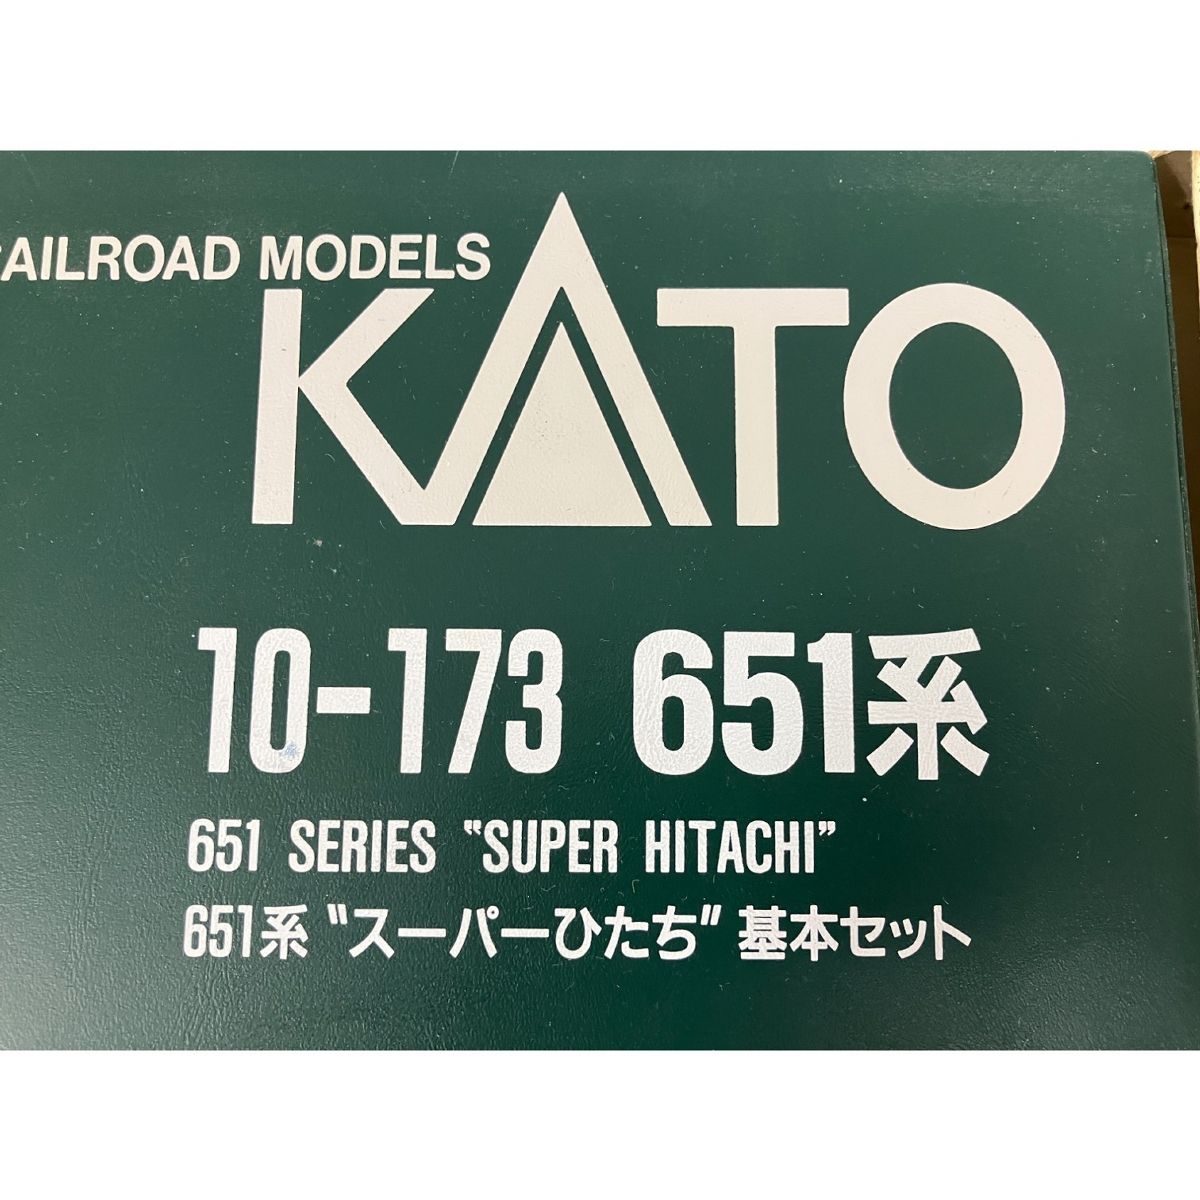 RAILROAD MODELS
KATO
10-173 651系
651 SERIES "SUPER HITACHI"
651系 "スーパーひたち" 基本セット